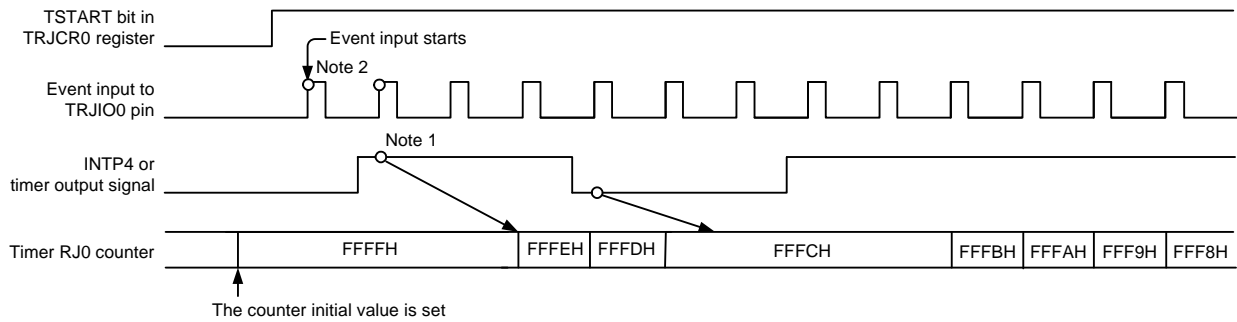 TSTART bit in
TRJCR0 register
Event input starts
Note 2
Event input to
TRJIO0 pin
Note 1
INTP4 or
timer output signal
Timer RJ0 counter
FFFFH
FFFEH
FFFDH
FFFCH
FFFBH
FFFAH
FFF9H
FFF8H
The counter initial value is set